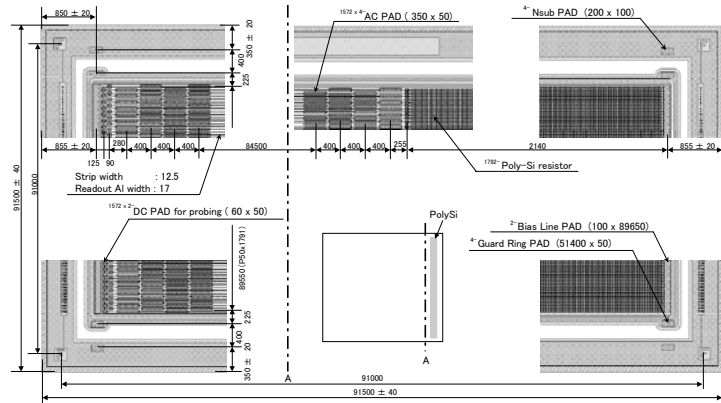 850 ± 20
1572 x 4- AC PAD ( 350 x 50)
4- Nsub PAD (200 x 100)
350 ± 20
400
225
855 ± 20
125
90
280
400
400
400
84500
400
400
400
255
2140
855 ± 20
1792- Poly-Si resistor
Strip width : 12.5
Readout Al width : 17
91500 ± 40
91000
1572 x 2- DC PAD for probing ( 60 x 50)
PolySi
2- Bias Line PAD (100 x 89650)
4- Guard Ring PAD (51400 x 50)
89550 (P50x1791)
225
400
350 ± 20
A
A
91000
91500 ± 40